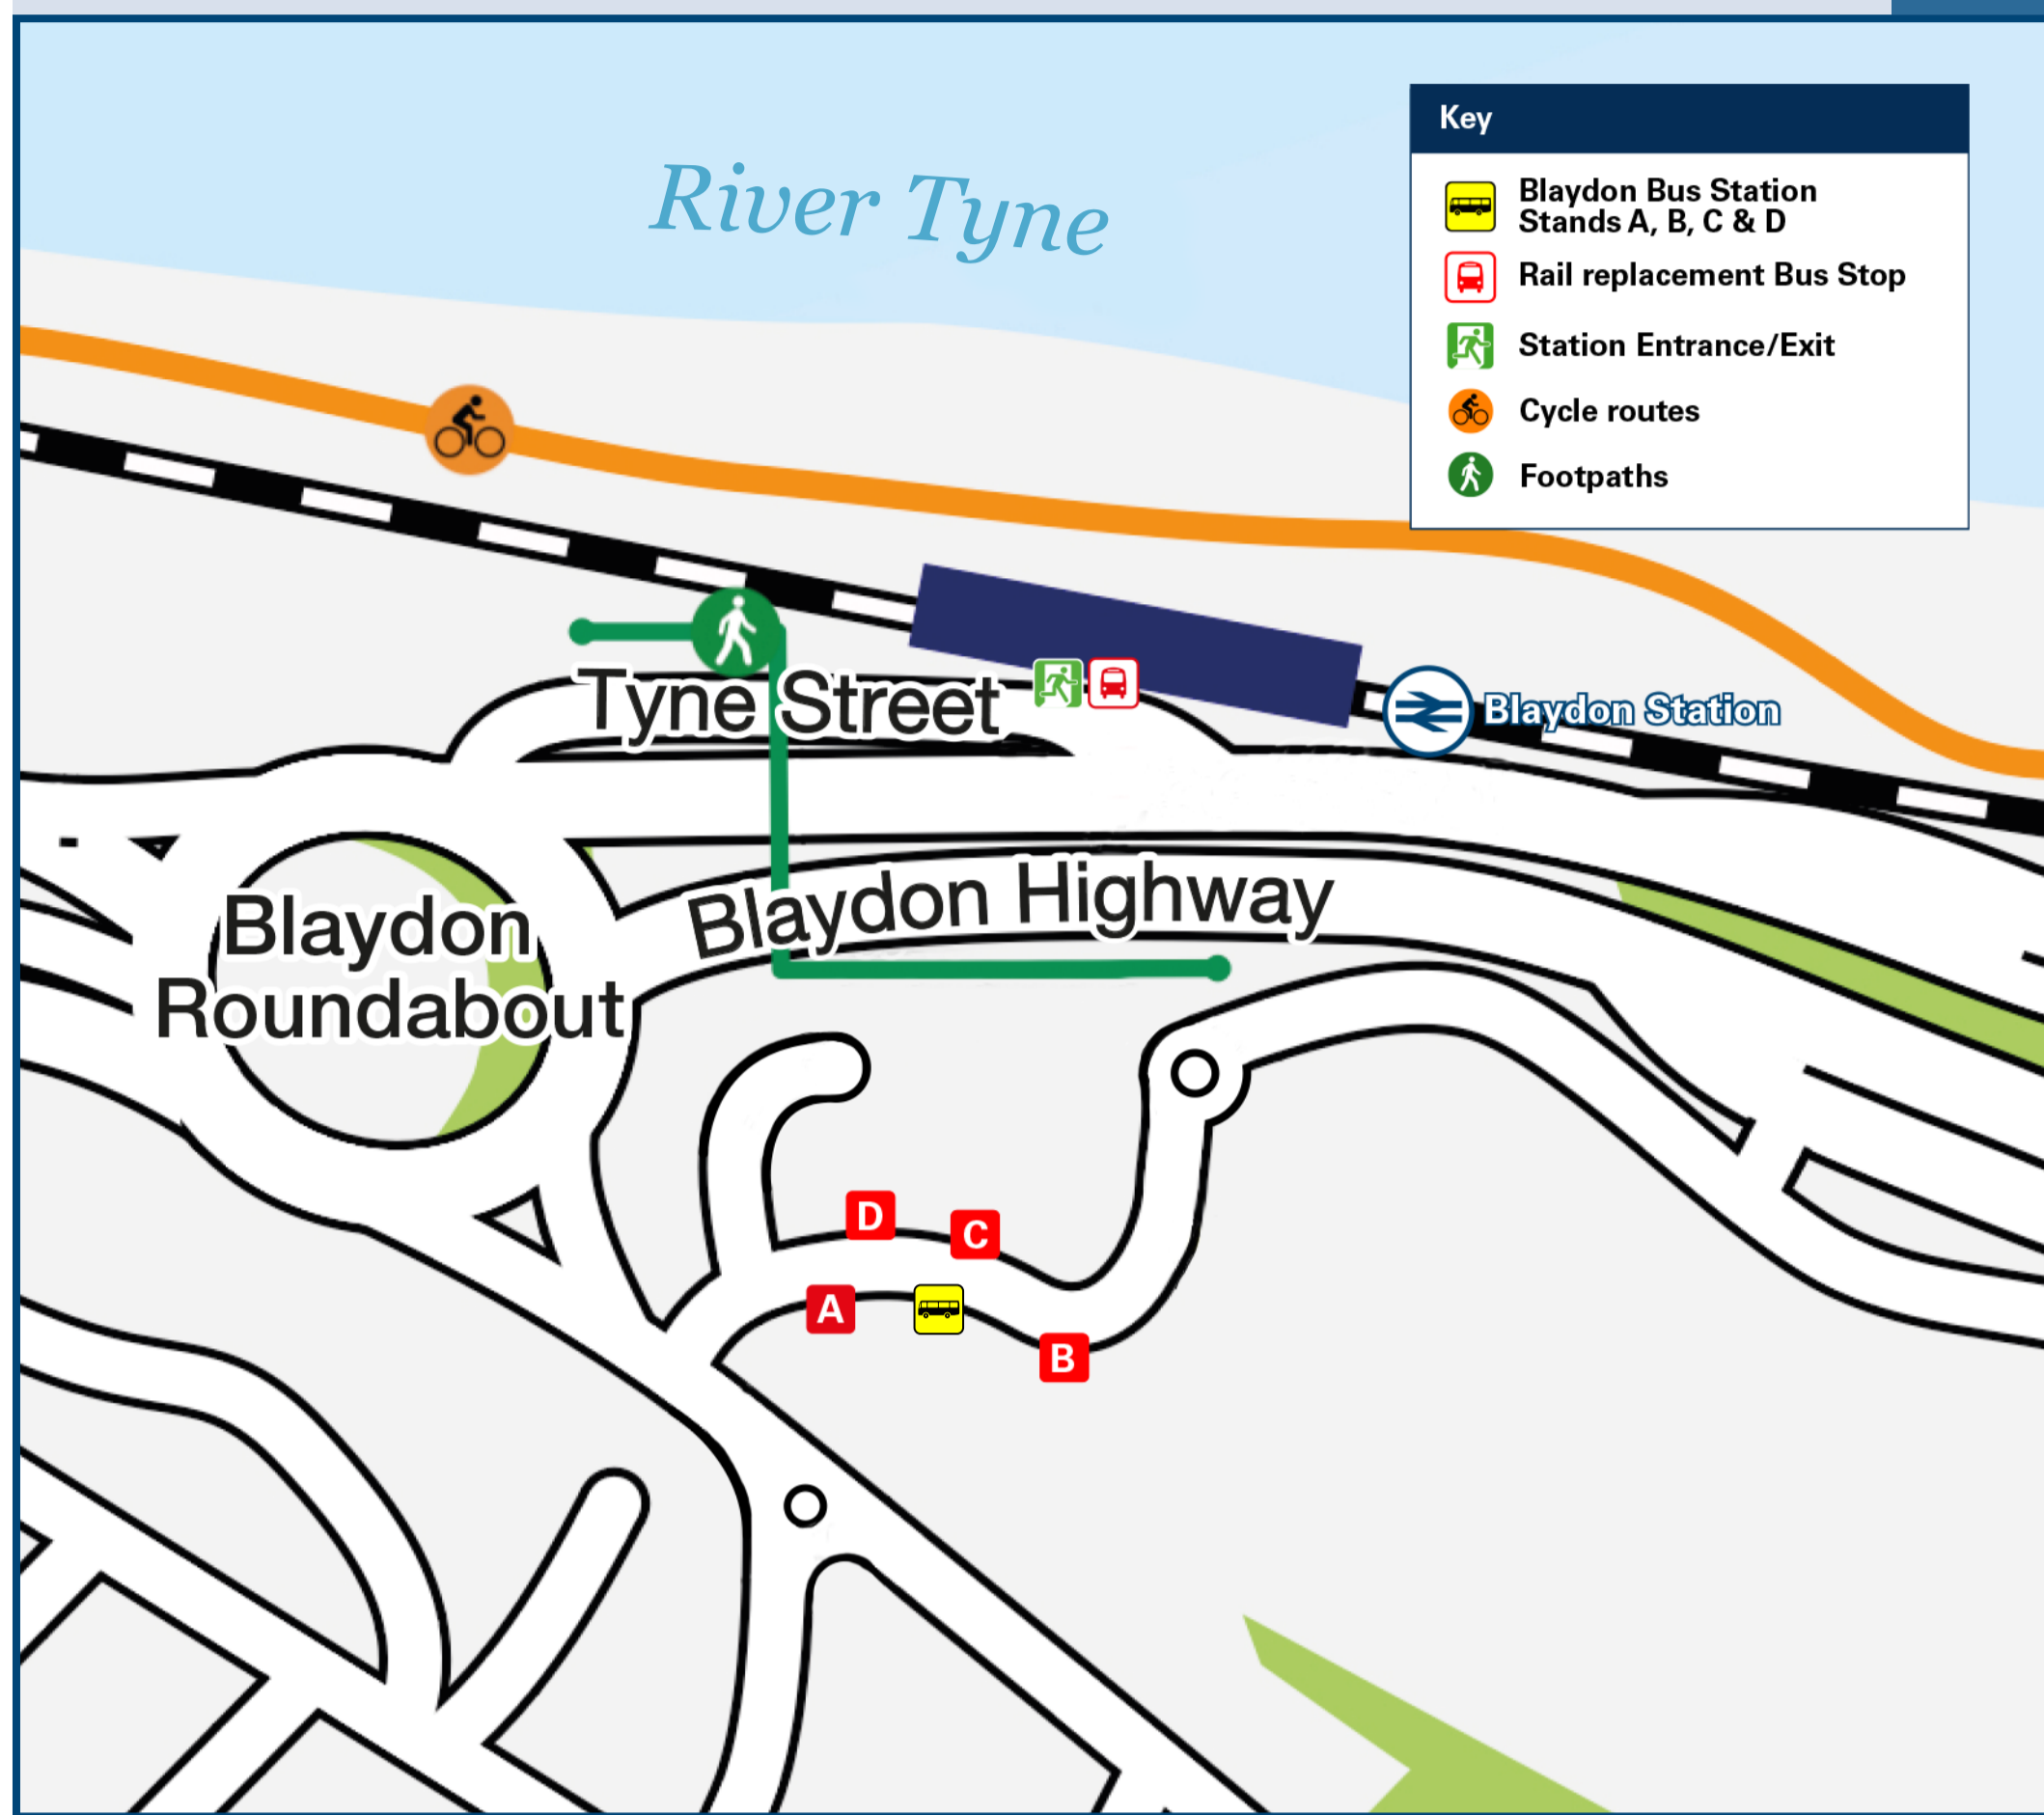 River Tyne
Key
Blaydon Bus Station
Stands A, B, C & D
Rail replacement Bus Stop
Station Entrance/Exit
Cycle routes
Footpaths
Tyne Street
Blaydon Station
Blaydon Highway
Blaydon
Roundabout
D
C
A
B